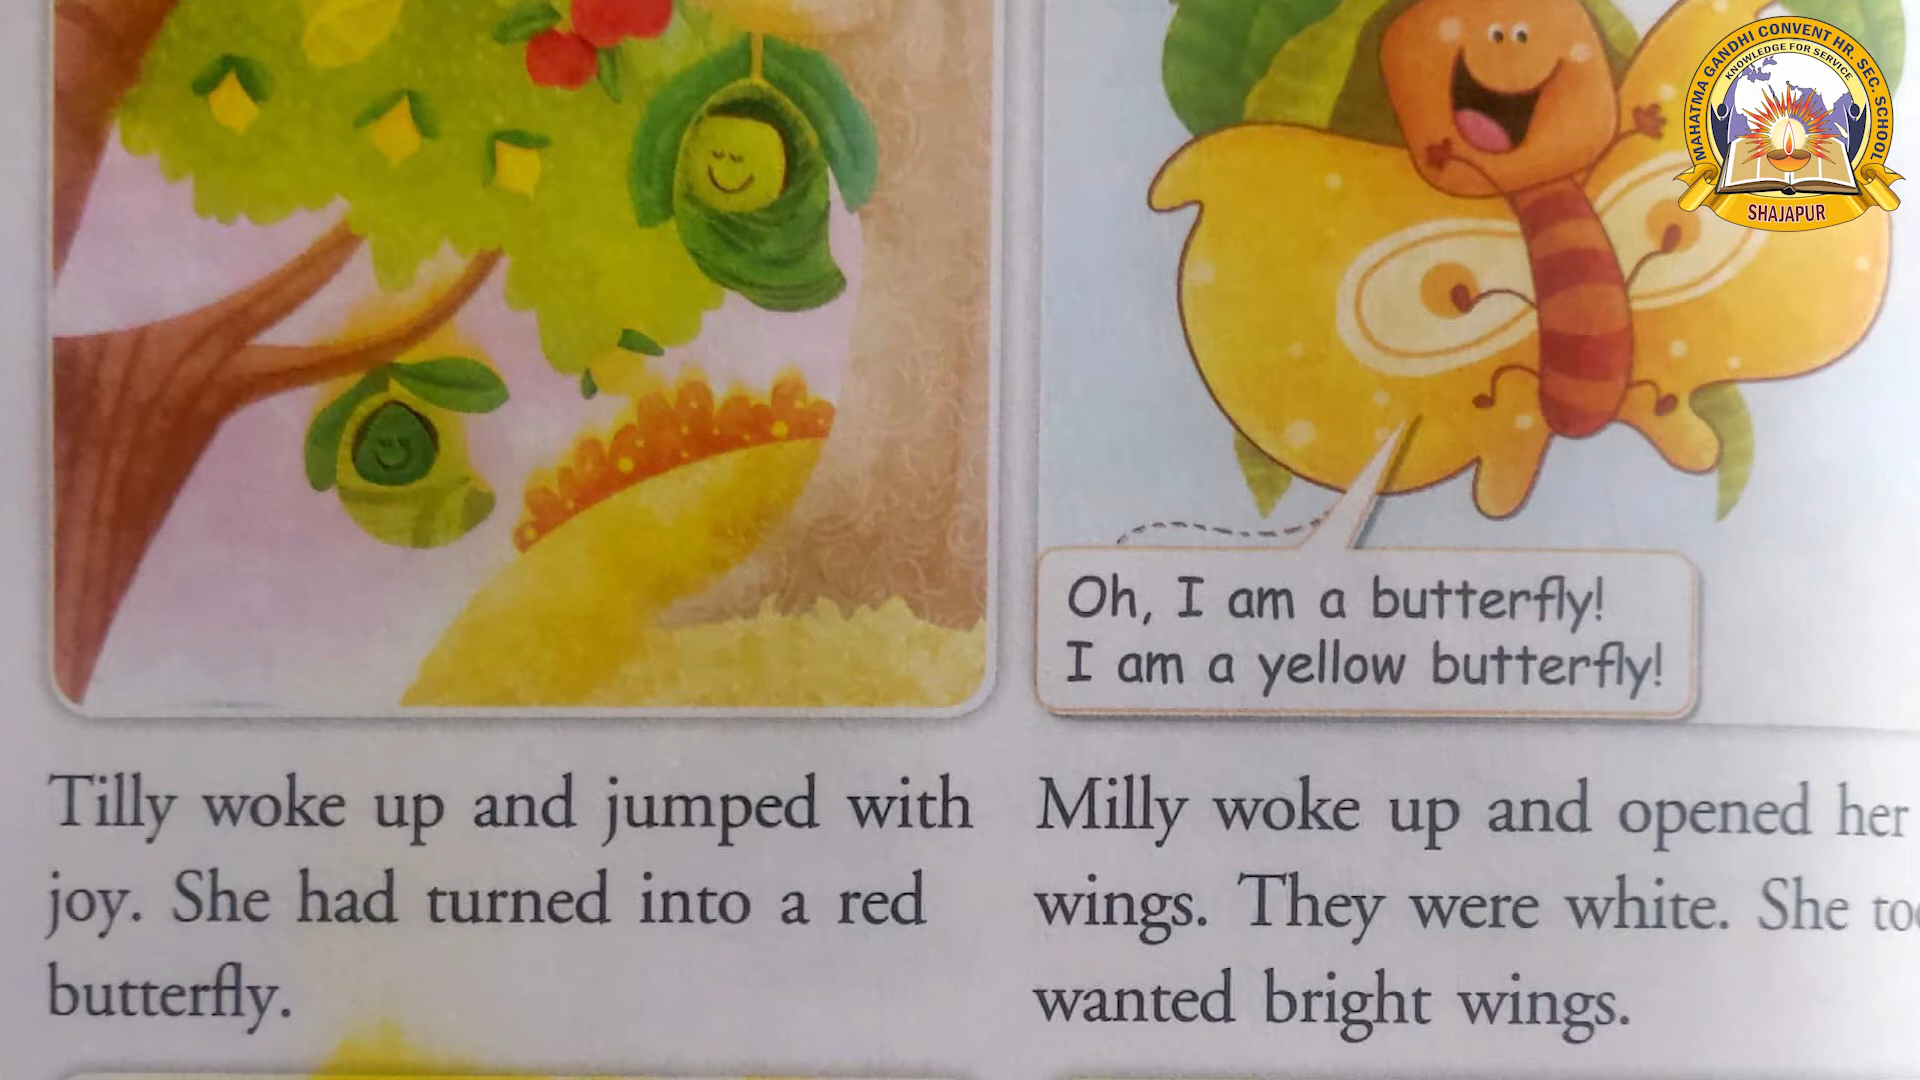 MAHATMA GANDHI CONVENT HR. SEC. SCHOOL
KNOWLEDGE FOR SERVICE
SHAJAPUR
Oh, I am a butterfly!
I am a yellow butterfly!
Tilly woke up and jumped with
joy. She had turned into a red
butterfly.
Milly woke up and opened her
wings. They were white. She
wanted bright wings.